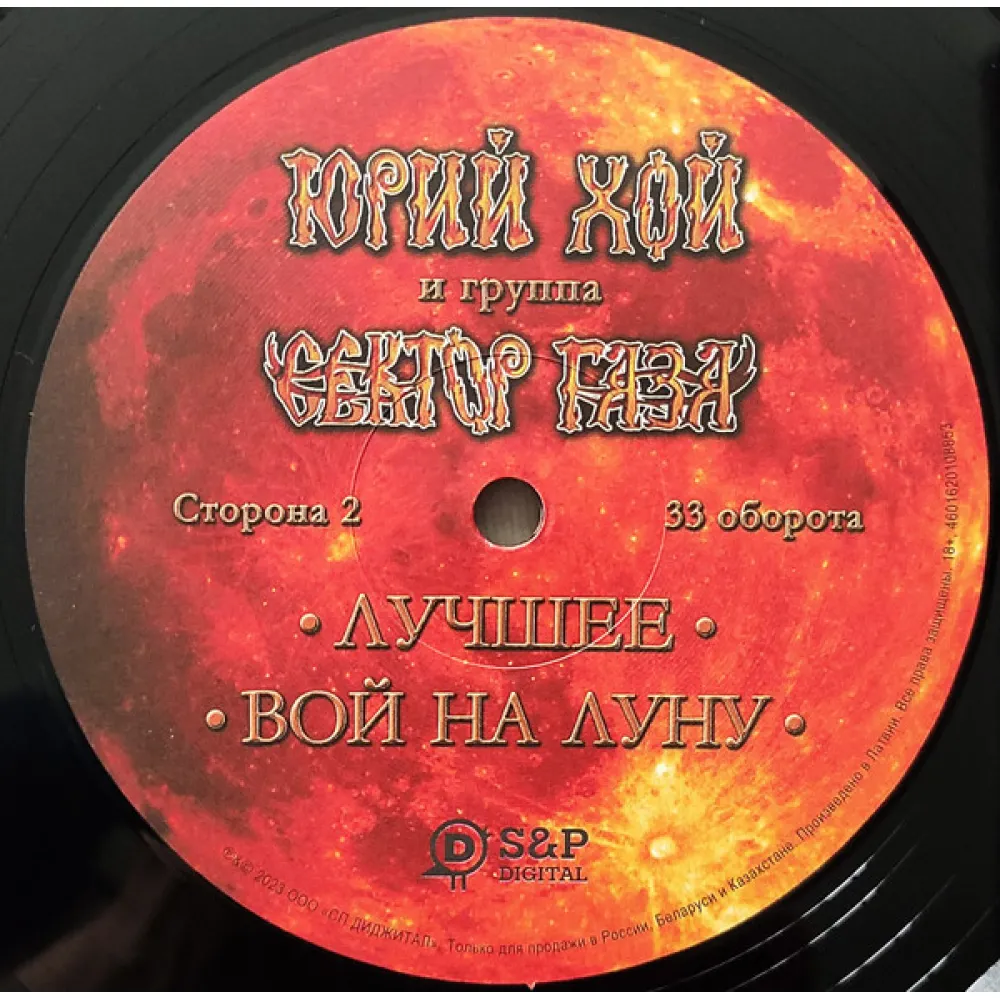 ЮРИЙ ХОЙ
и группа
СЕКТОР ГАЗА
Сторона 2
33 оборота
• ЛУЧШЕЕ •
• ВОЙ НА ЛУНУ •
D S&P
DIGITAL
℗ & © 2023 ООО «СП ДИДЖИТАЛ». Только для продажи в России, Беларуси и Казахстане. Произведено в Латвии. Все права защищены. 18+. 4601620108853